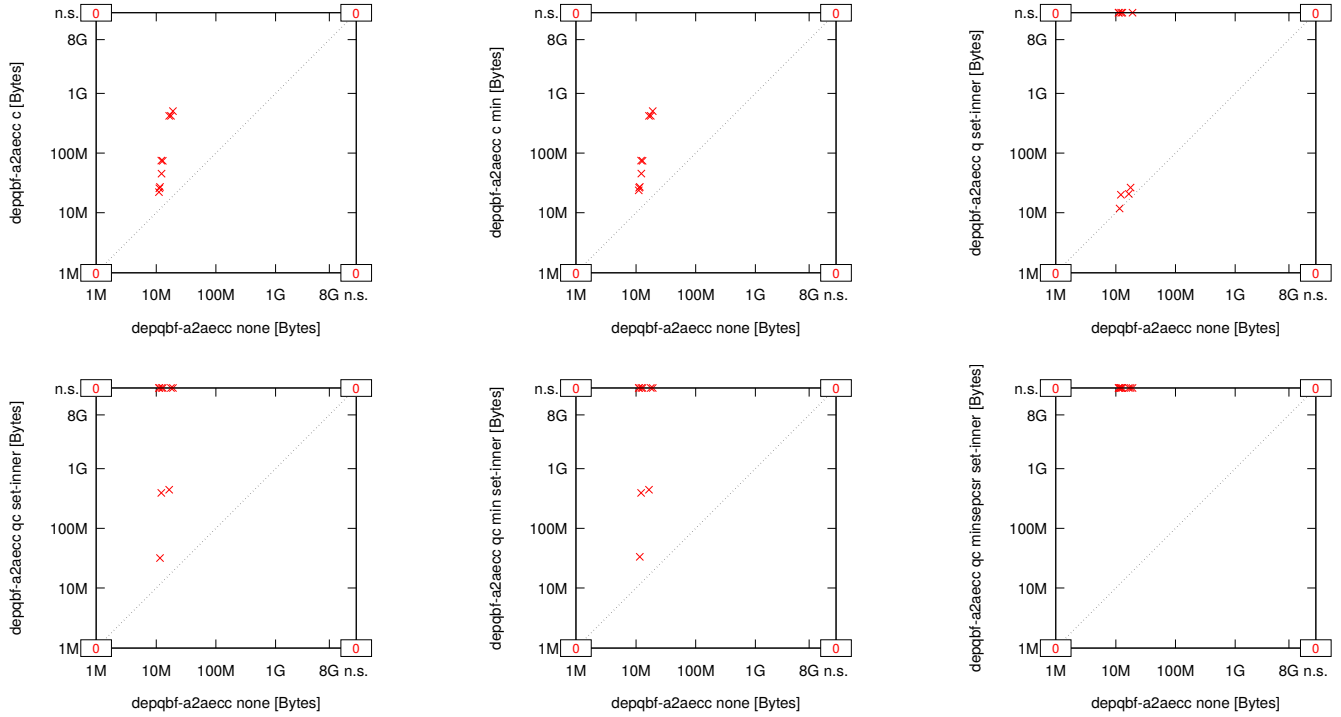 n.s. 0 0
8G
1G
100M
10M
1M 0 0
1M 10M 100M 1G 8G n.s.
depqbf-a2aecc c [Bytes]
depqbf-a2aecc none [Bytes]
n.s. 0 0
8G
1G
100M
10M
1M 0 0
1M 10M 100M 1G 8G n.s.
depqbf-a2aecc c min [Bytes]
depqbf-a2aecc none [Bytes]
n.s. 0 0
8G
1G
100M
10M
1M 0 0
1M 10M 100M 1G 8G n.s.
depqbf-a2aecc q set-inner [Bytes]
depqbf-a2aecc none [Bytes]
n.s. 0 0
8G
1G
100M
10M
1M 0 0
1M 10M 100M 1G 8G n.s.
depqbf-a2aecc qc set-inner [Bytes]
depqbf-a2aecc none [Bytes]
n.s. 0 0
8G
1G
100M
10M
1M 0 0
1M 10M 100M 1G 8G n.s.
depqbf-a2aecc qc min set-inner [Bytes]
depqbf-a2aecc none [Bytes]
n.s. 0 0
8G
1G
100M
10M
1M 0 0
1M 10M 100M 1G 8G n.s.
depqbf-a2aecc qc minsepcsr set-inner [Bytes]
depqbf-a2aecc none [Bytes]